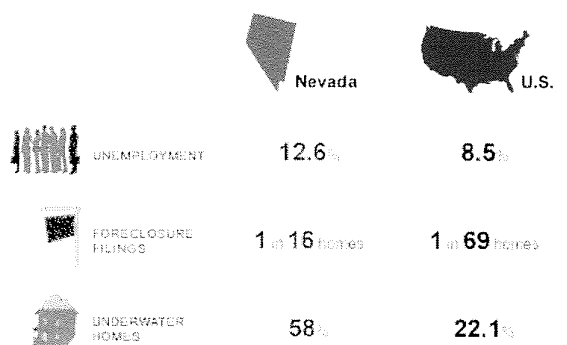 Nevada
U.S.
UNEMPLOYMENT
12.6%
8.5%
FORECLOSURE
FILINGS
1 in 16 homes
1 in 69 homes
UNDERWATER
HOMES
58%
22.1%